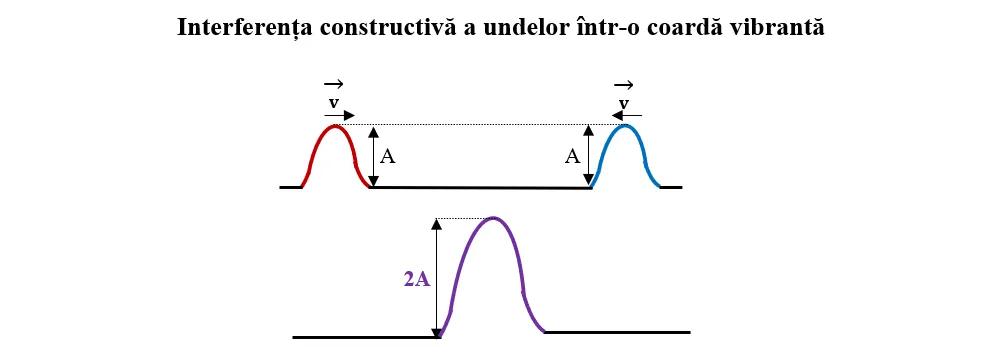 Interferența constructivă a undelor într-o coardă vibrantă
v v
A A
2A